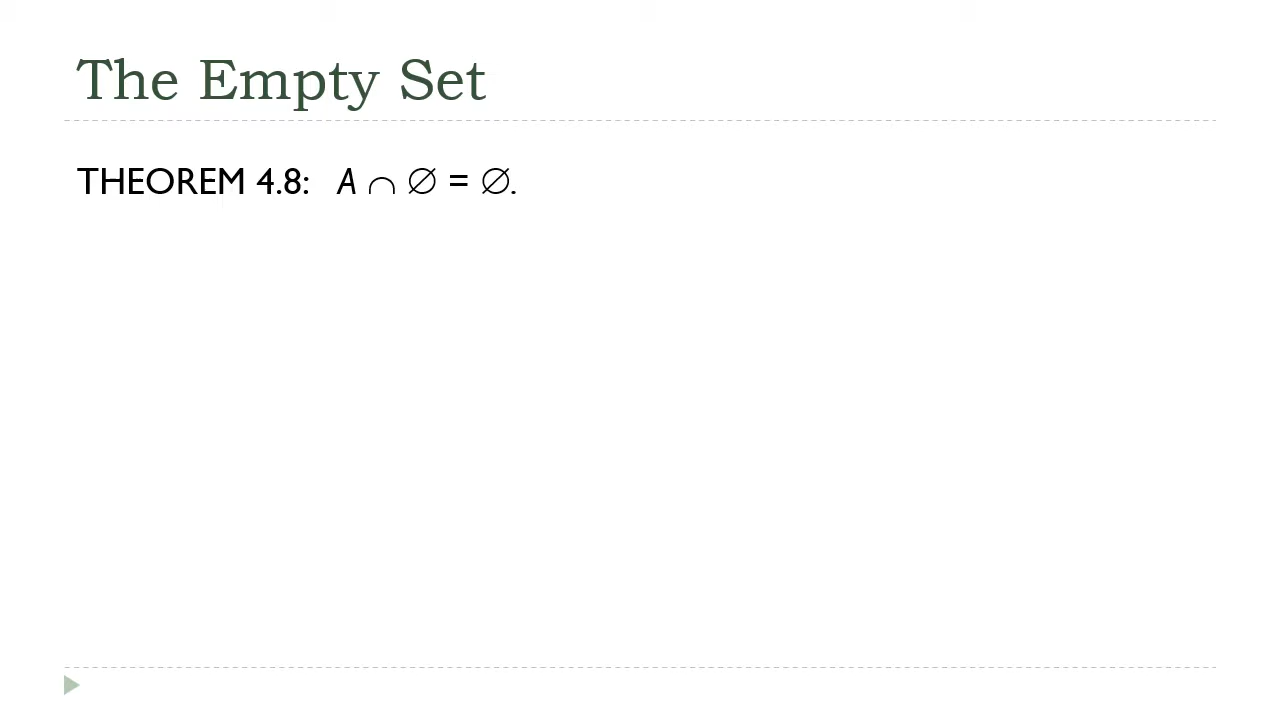 The Empty Set
THEOREM 4.8: A ∩ ∅ = ∅.